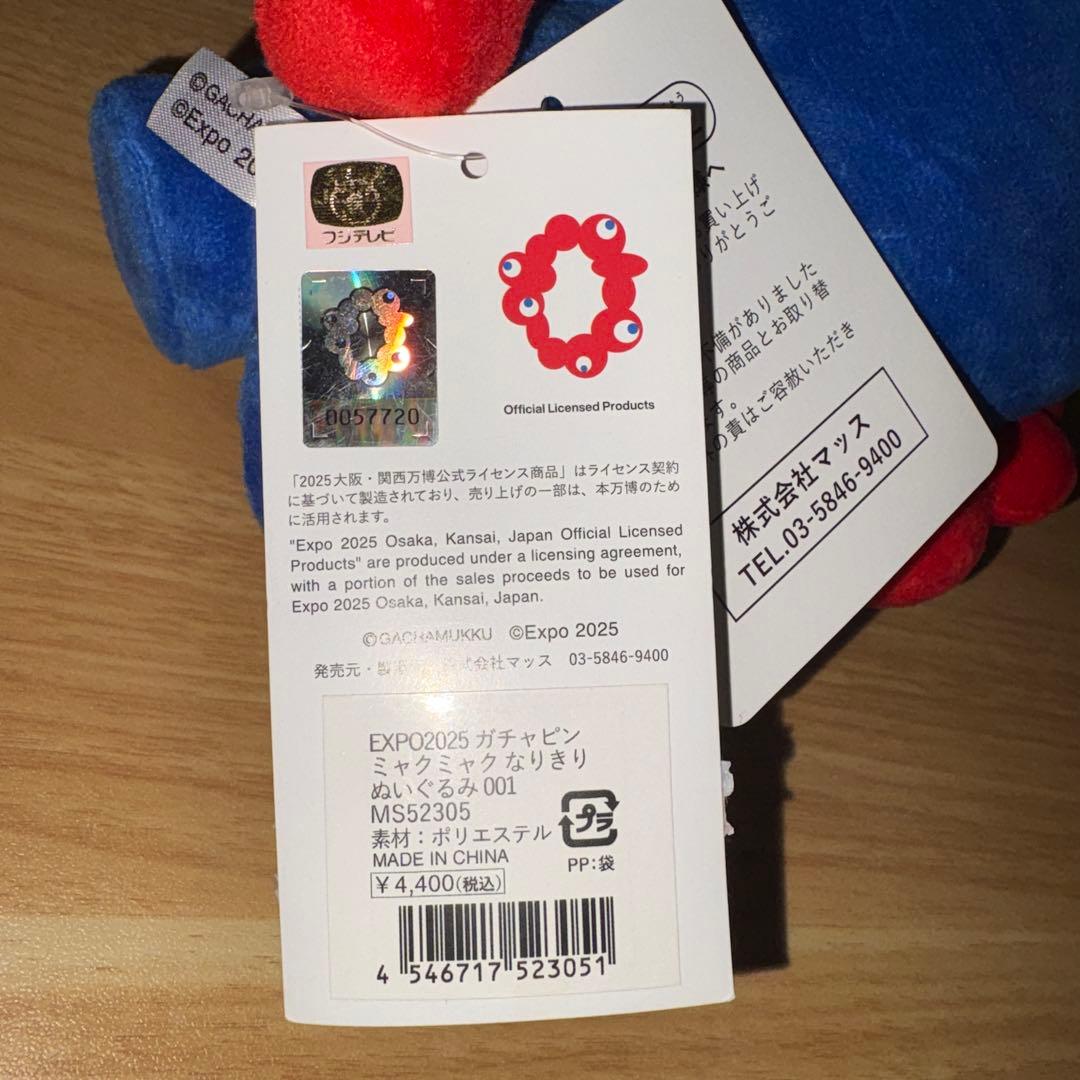 ©GACHA
©Expo 20
フジテレビ
0057720
Official Licensed Products
「2025大阪・関西万博公式ライセンス商品」はライセンス契約
に基づいて製造されており、売り上げの一部は、本万博のため
に活用されます。
"Expo 2025 Osaka, Kansai, Japan Official Licensed
Products" are produced under a licensing agreement,
with a portion of the sales proceeds to be used for
Expo 2025 Osaka, Kansai, Japan.
©GACHAMUKKU ©Expo 2025
発売元・製 株式会社マッス 03-5846-9400
EXPO2025 ガチャピン
ミャクミャク なりきり
ぬいぐるみ 001
MS52305
素材：ポリエステル
MADE IN CHINA
¥4,400(税込)
プラ
PP:袋
4 546717 523051
へ
買い上げ
がとうご
備がありました
の商品とお取り替
す。
の責はご容赦いただき
株式会社マッス
TEL.03-5846-9400